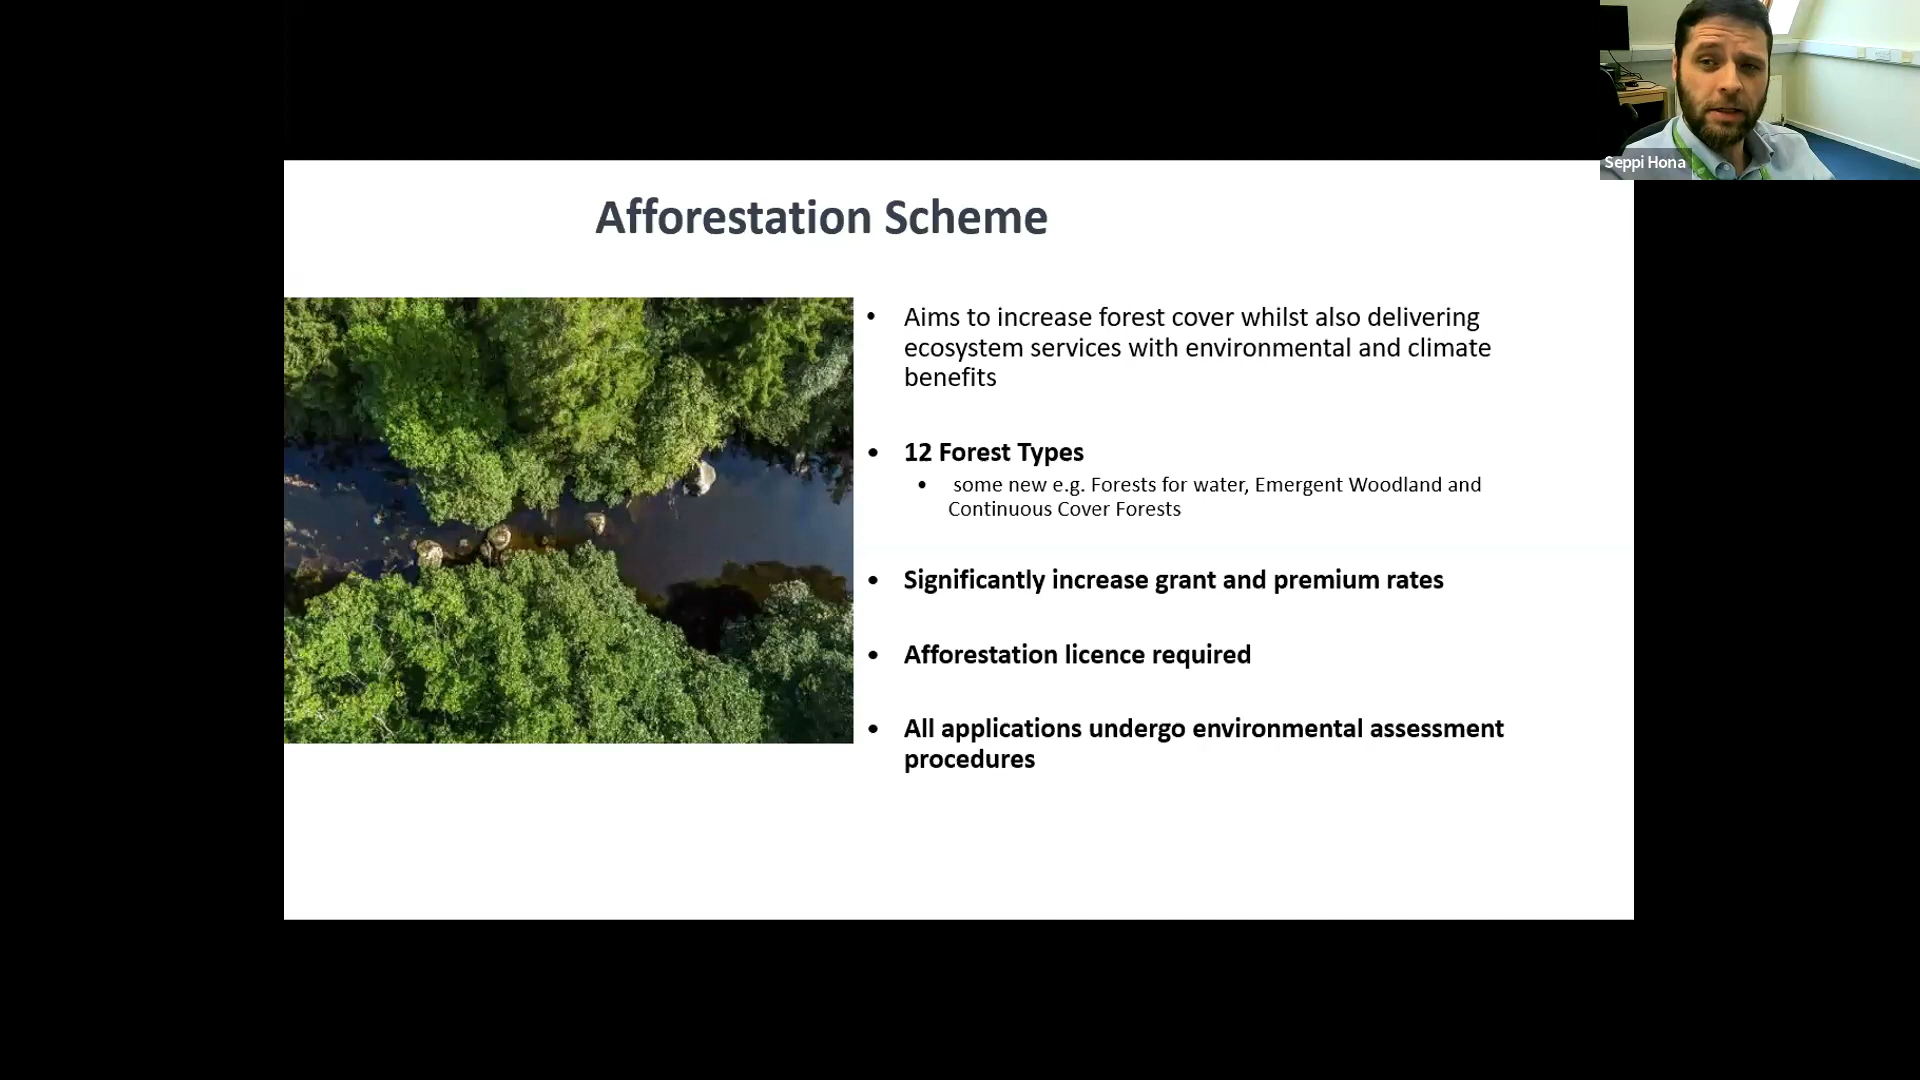 Seppi Hona
Afforestation Scheme
• Aims to increase forest cover whilst also delivering
ecosystem services with environmental and climate
benefits
• 12 Forest Types
• some new e.g. Forests for water, Emergent Woodland and
Continuous Cover Forests
• Significantly increase grant and premium rates
• Afforestation licence required
• All applications undergo environmental assessment
procedures